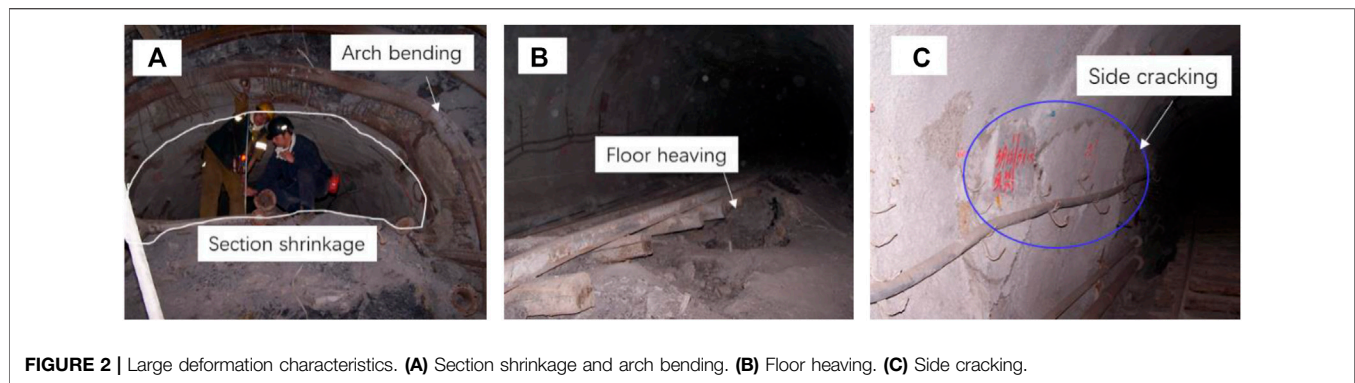 A
Arch bending
Section shrinkage
B
Floor heaving
C
Side cracking
FIGURE 2 | Large deformation characteristics. (A) Section shrinkage and arch bending. (B) Floor heaving. (C) Side cracking.